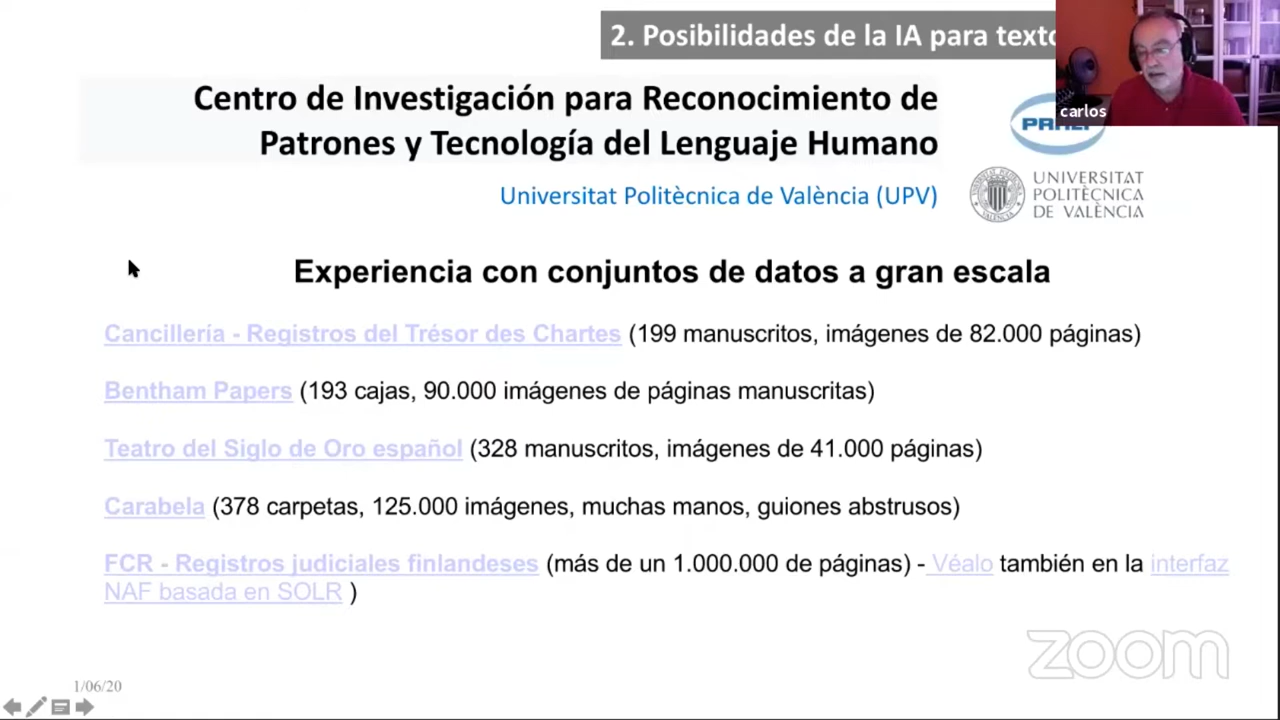 2. Posibilidades de la IA para texto
carlos
Centro de Investigación para Reconocimiento de
Patrones y Tecnología del Lenguaje Humano
Universitat Politècnica de València (UPV)
UNIVERSITAT
POLITÈCNICA
DE VALÈNCIA
Experiencia con conjuntos de datos a gran escala
Cancillería - Registros del Trésor des Chartes (199 manuscritos, imágenes de 82.000 páginas)
Bentham Papers (193 cajas, 90.000 imágenes de páginas manuscritas)
Teatro del Siglo de Oro español (328 manuscritos, imágenes de 41.000 páginas)
Carabela (378 carpetas, 125.000 imágenes, muchas manos, guiones abstrusos)
FCR - Registros judiciales finlandeses (más de un 1.000.000 de páginas) - Véalo también en la interfaz
NAF basada en SOLR )
zoom
1/06/20